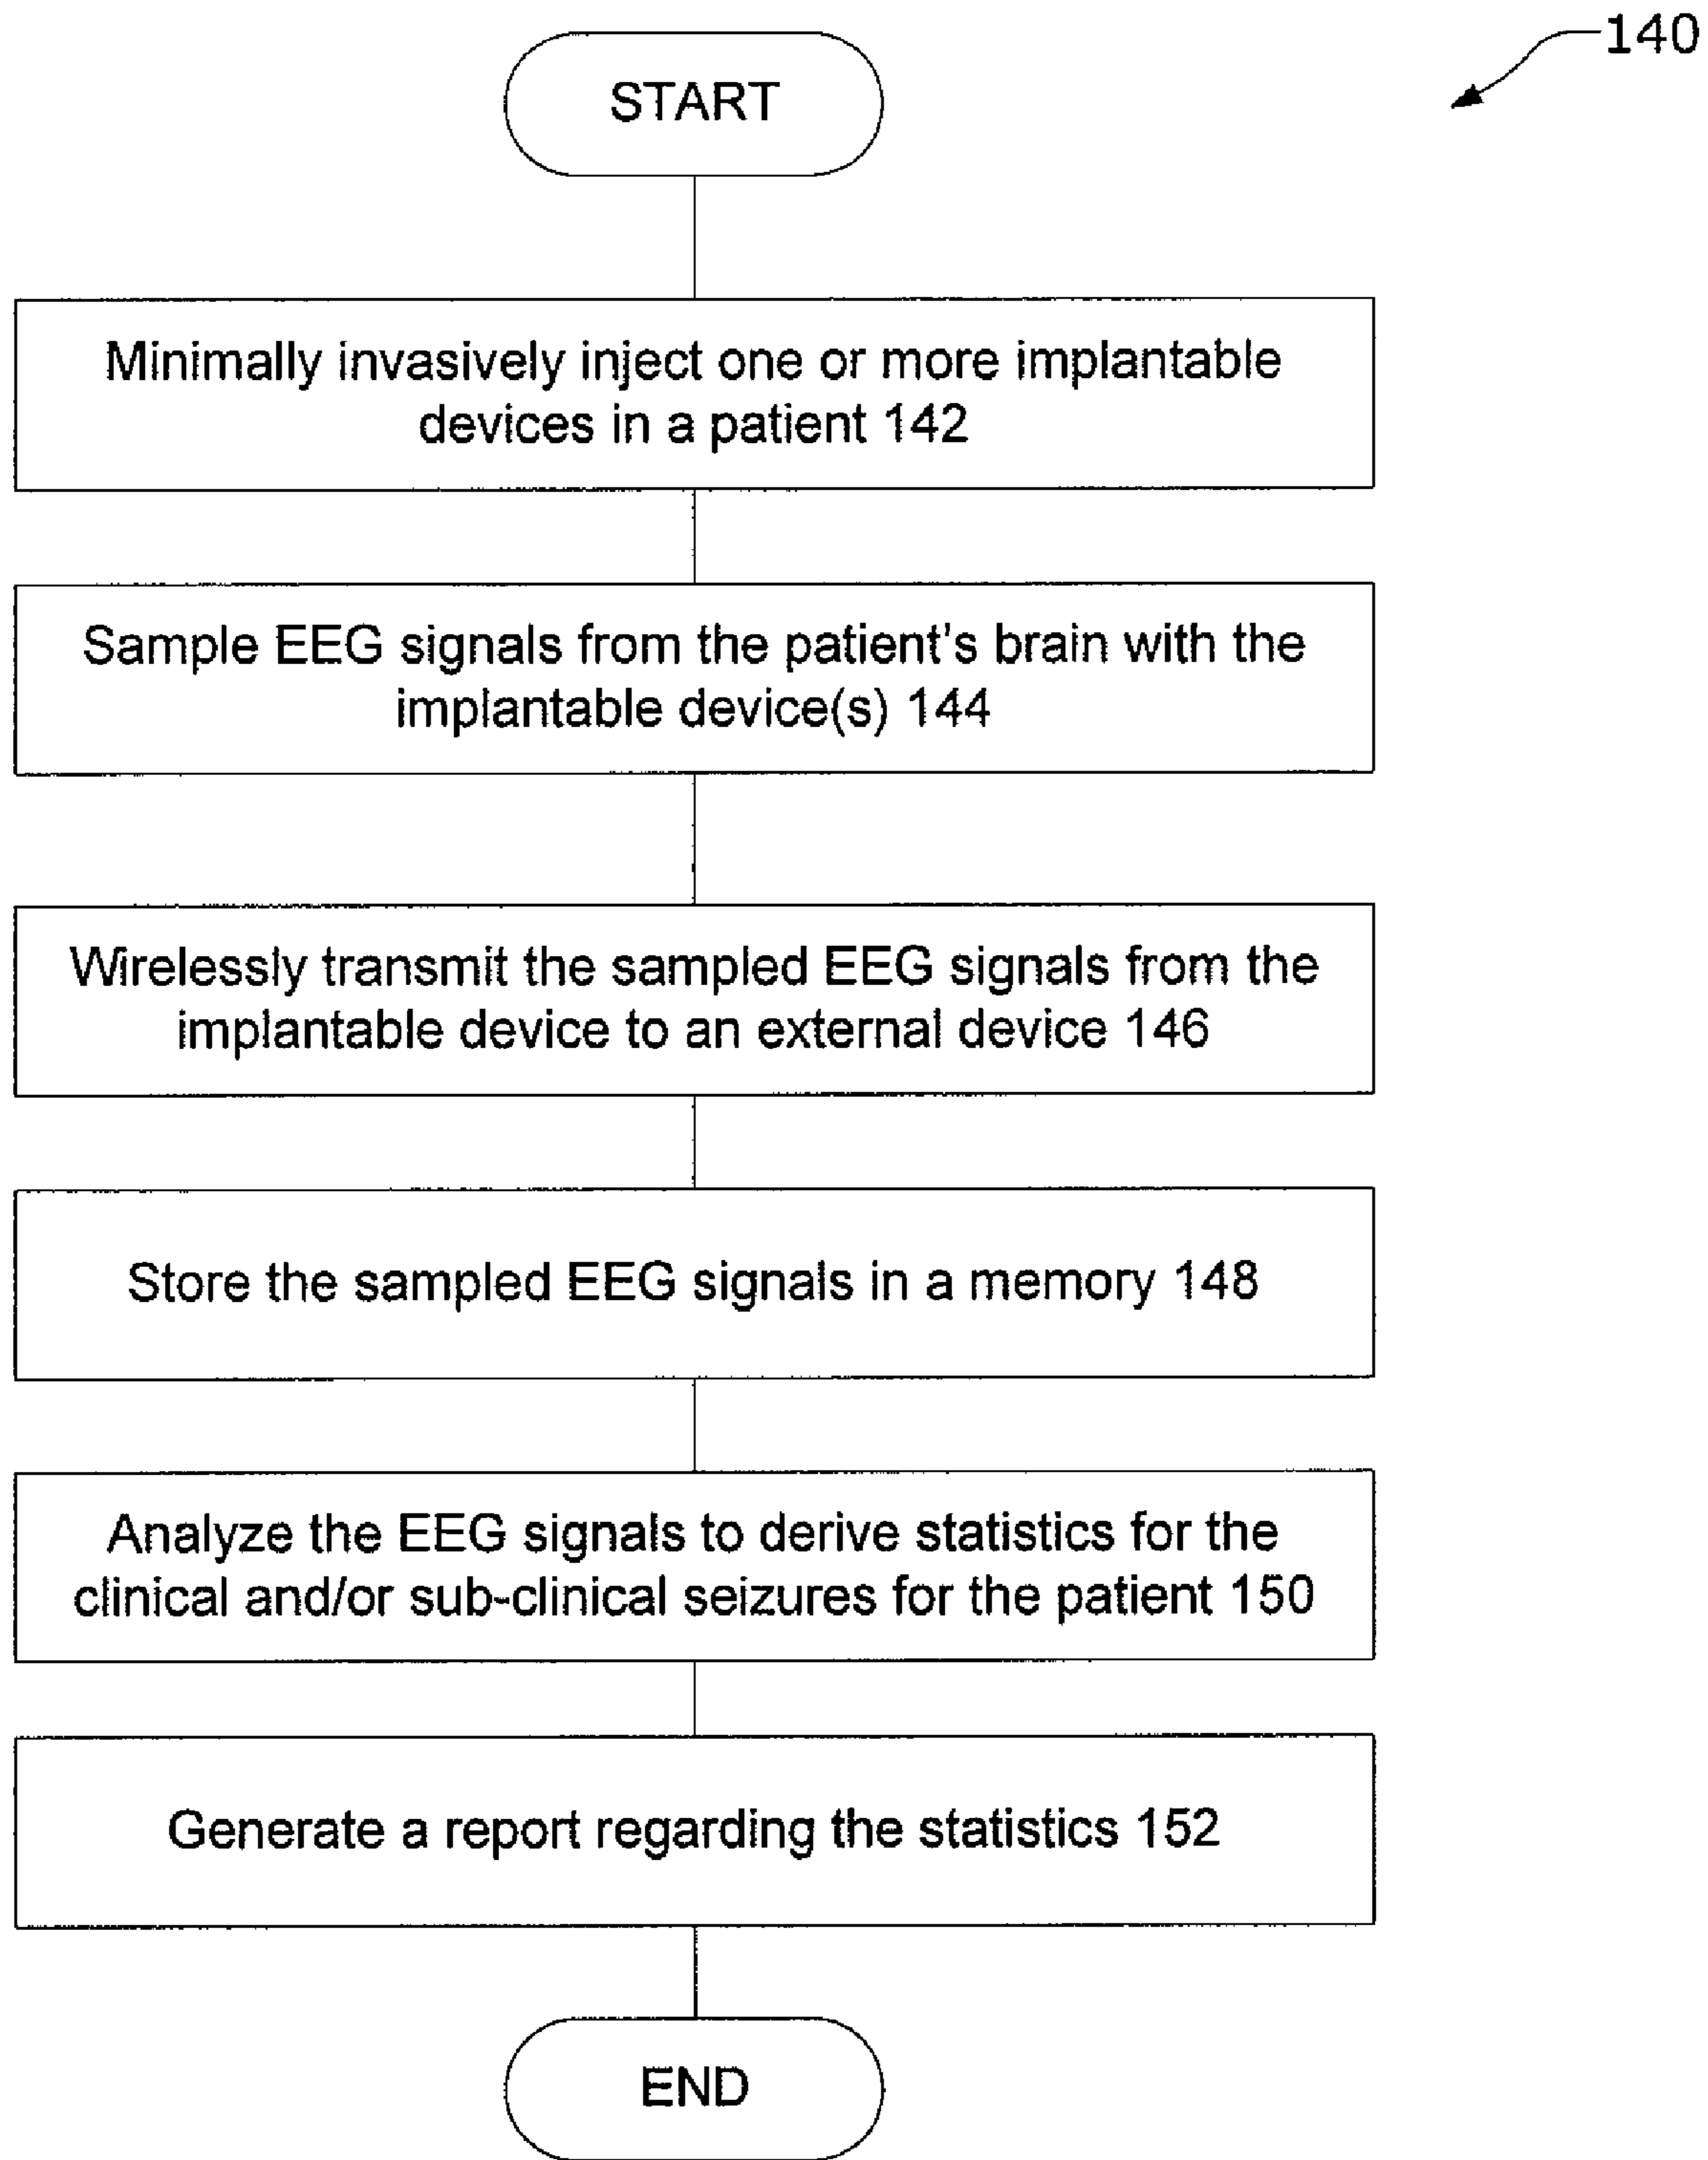 140
START
Minimally invasively inject one or more implantable
devices in a patient 142
Sample EEG signals from the patient's brain with the
implantable device(s) 144
Wirelessly transmit the sampled EEG signals from the
implantable device to an external device 146
Store the sampled EEG signals in a memory 148
Analyze the EEG signals to derive statistics for the
clinical and/or sub-clinical seizures for the patient 150
Generate a report regarding the statistics 152
END